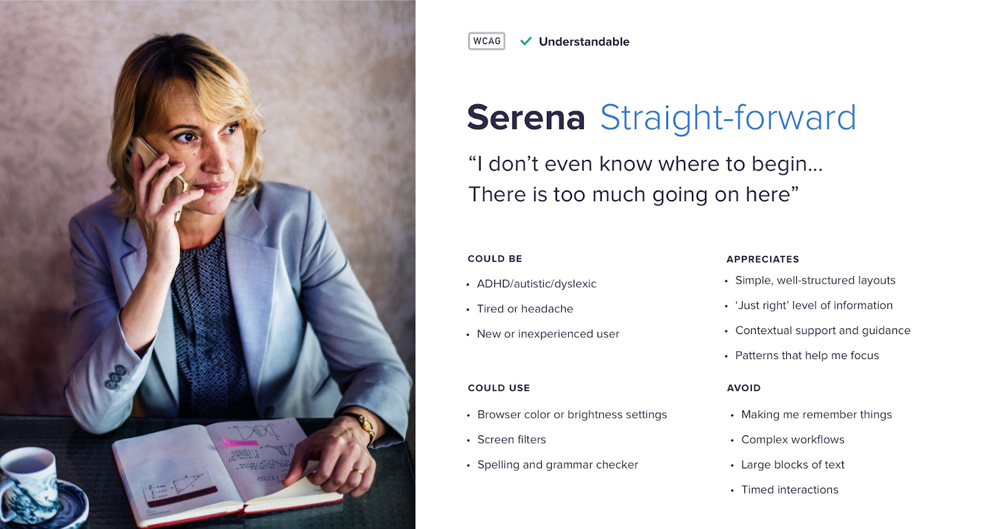 WCAG
Understandable
Serena Straight-forward
“I don’t even know where to begin...
There is too much going on here”
COULD BE
• ADHD/autistic/dyslexic
• Tired or headache
• New or inexperienced user
APPRECIATES
• Simple, well-structured layouts
• ‘Just right’ level of information
• Contextual support and guidance
• Patterns that help me focus
COULD USE
• Browser color or brightness settings
• Screen filters
• Spelling and grammar checker
AVOID
• Making me remember things
• Complex workflows
• Large blocks of text
• Timed interactions